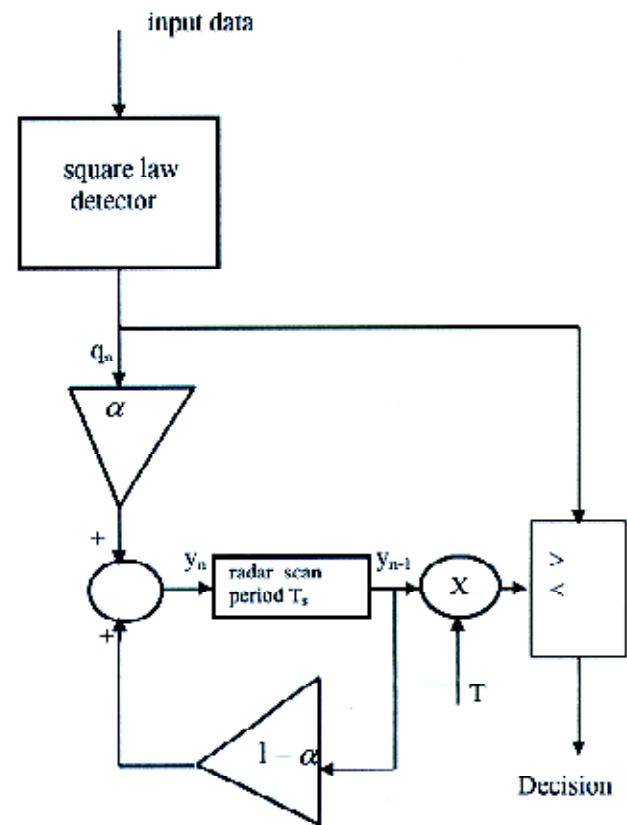 input data
square law
detector
qₙ
α
+
yₙ
radar scan
period Tₛ
yₙ₋₁
X
>
<
+
T
1 - α
Decision